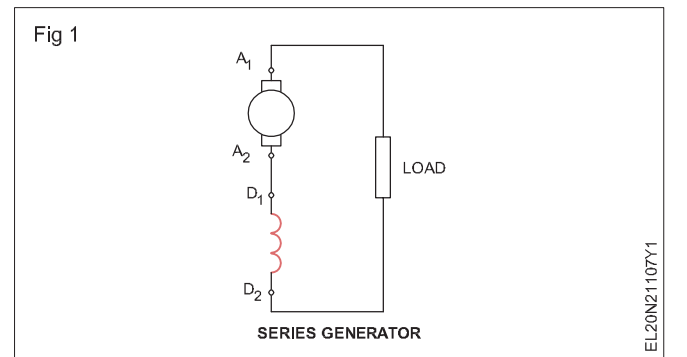 Fig 1
A1
A2
D1
D2
LOAD
SERIES GENERATOR
EL20N21107Y1